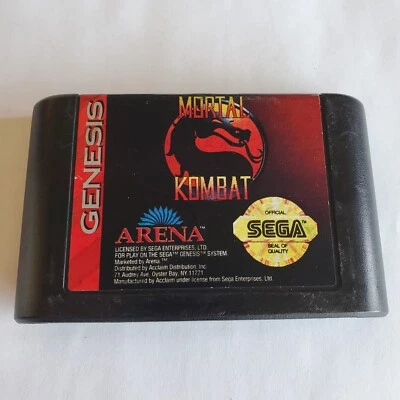 GENESIS
MORTAL
KOMBAT
ARENA™
LICENSED BY SEGA ENTERPRISES, LTD.
FOR PLAY ON THE SEGA™ GENESIS™ SYSTEM.
Marketed by Arena.™
Distributed by Acclaim Distribution, Inc.
71 Audrey Ave, Oyster Bay, NY 11771
Manufactured by Acclaim under license from Sega Enterprises, Ltd.
OFFICIAL
SEGA
SEAL OF
QUALITY